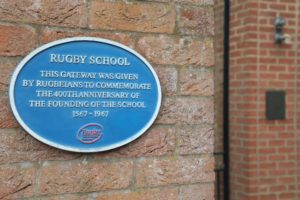 RUGBY SCHOOL
THIS GATEWAY WAS GIVEN
BY RUGBEIANS TO COMMEMORATE
THE 400TH ANNIVERSARY OF
THE FOUNDING OF THE SCHOOL
1567-1967
Rugby